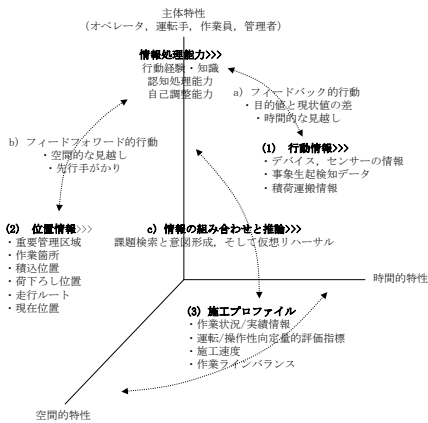 主体特性
(オペレータ，運転手，作業員，管理者)
情報処理能力>>>
行動経験・知識
認知処理能力
自己調整能力
a) フィードバック的行動
・目的値と現状値の差
・時間的な見越し
b) フィードフォワード的行動
・空間的な見越し
・先行手がかり
(1) 行動情報>>>
・デバイス，センサーの情報
・事象生起検知データ
・積荷運搬情報
(2) 位置情報>>>
・重要管理区域
・作業箇所
・積込位置
・荷下ろし位置
・走行ルート
・現在位置
c) 情報の組み合わせと推論>>>
課題検索と意図形成，そして仮想リハーサル
時間的特性
(3) 施工プロファイル
・作業状況/実績情報
・運転/操作性向定量的評価指標
・施工速度
・作業ラインバランス
空間的特性